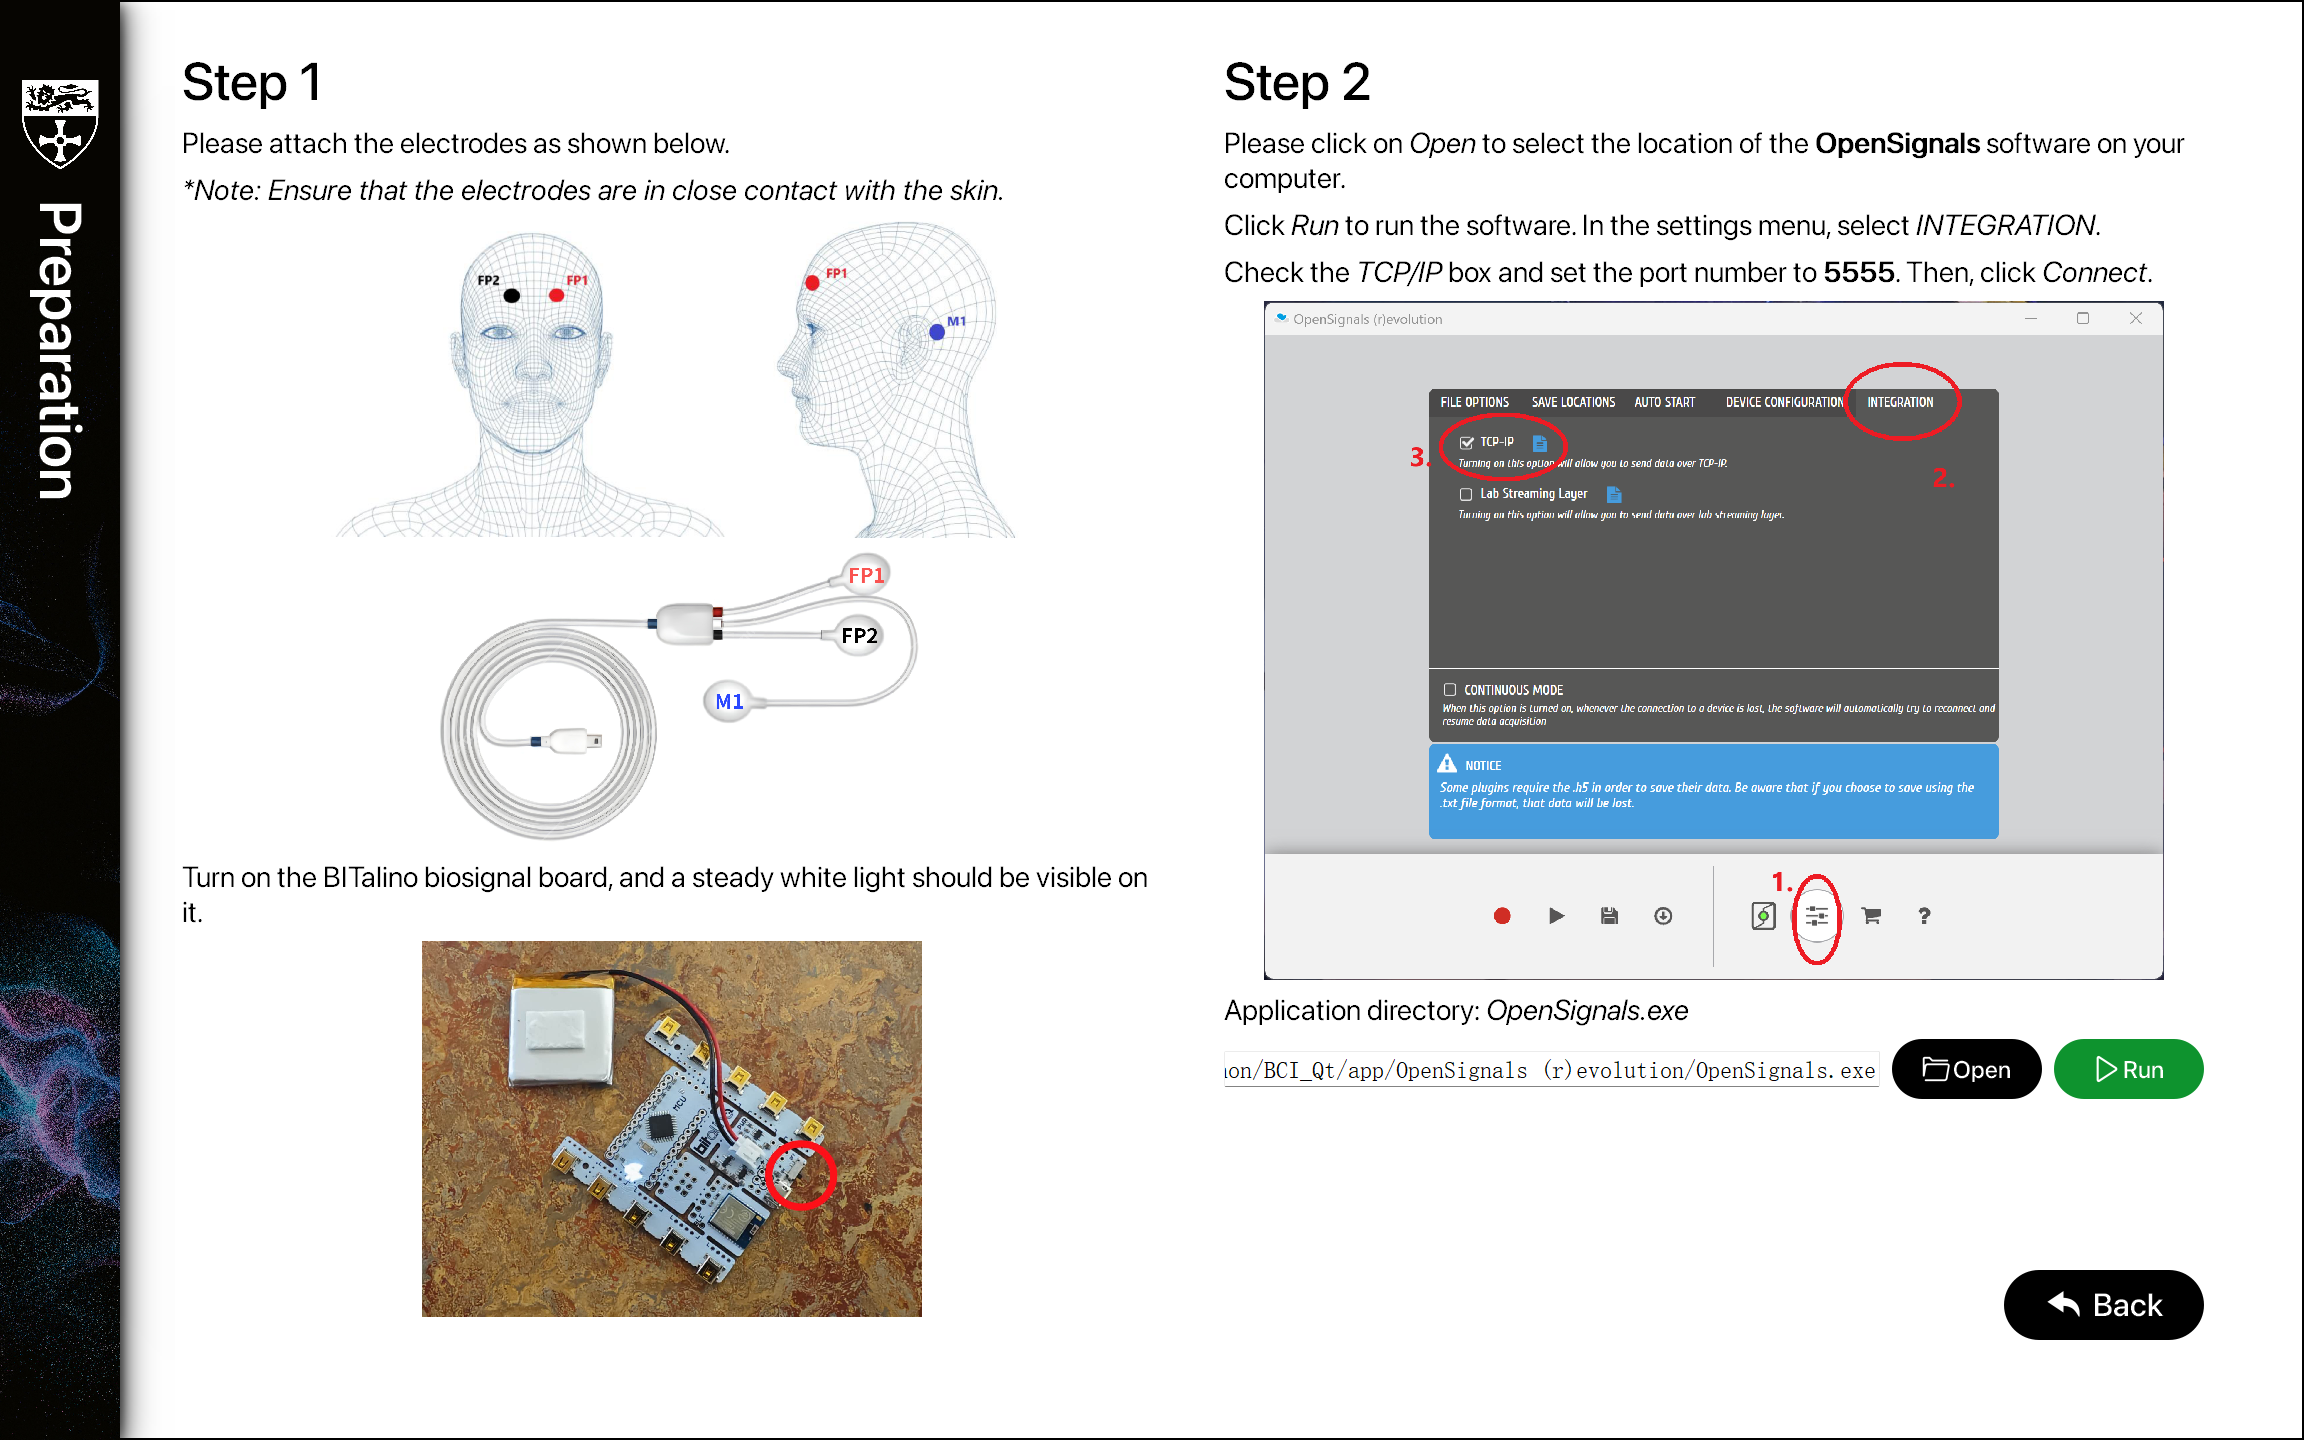 Preparation
Step 1
Please attach the electrodes as shown below.
*Note: Ensure that the electrodes are in close contact with the skin.
FP2
FP1
FP1
M1
FP1
FP2
M1
Turn on the BITalino biosignal board, and a steady white light should be visible on
it.
MCU
Step 2
Please click on Open to select the location of the OpenSignals software on your
computer.
Click Run to run the software. In the settings menu, select INTEGRATION.
Check the TCP/IP box and set the port number to 5555. Then, click Connect.
OpenSignals (r)evolution
FILE OPTIONS SAVE LOCATIONS AUTO START DEVICE CONFIGURATION INTEGRATION
3. TCP-IP
Turning on this option will allow you to send data over TCP-IP.
2.
Lab Streaming Layer
Turning on this option will allow you to send data over lab streaming layer.
CONTINUOUS MODE
When this option is turned on, whenever the connection to a device is lost, the software will automatically try to reconnect and
resume data acquisition
NOTICE
Some plugins require the .h5 in order to save their data. Be aware that if you choose to save using the
.txt file format, that data will be lost.
1.
?
Application directory: OpenSignals.exe
ion/BCI_Qt/app/OpenSignals (r)evolution/OpenSignals.exe
Open
Run
Back